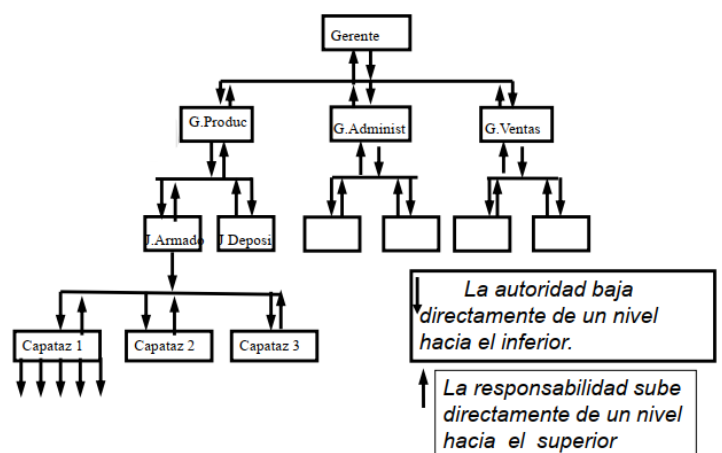 Gerente
G.Produc
G.Administ
G.Ventas
J.Armado
J Deposi
La autoridad baja
directamente de un nivel
hacia el inferior.
Capataz 1
Capataz 2
Capataz 3
La responsabilidad sube
directamente de un nivel
hacia el superior